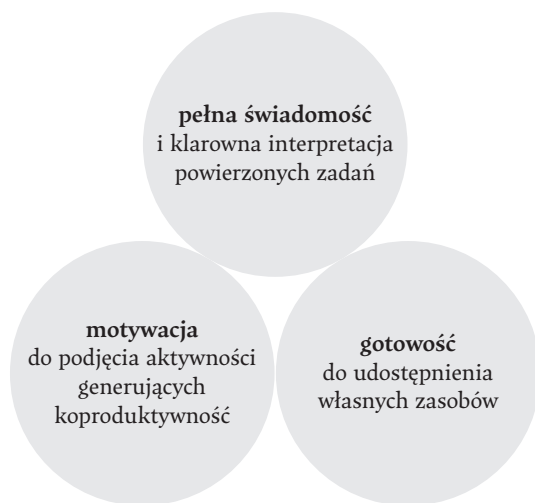 pełna świadomość
i klarowna interpretacja
powierzonych zadań
motywacja
do podjęcia aktywności
generujących
koproduktywność
gotowość
do udostępnienia
własnych zasobów